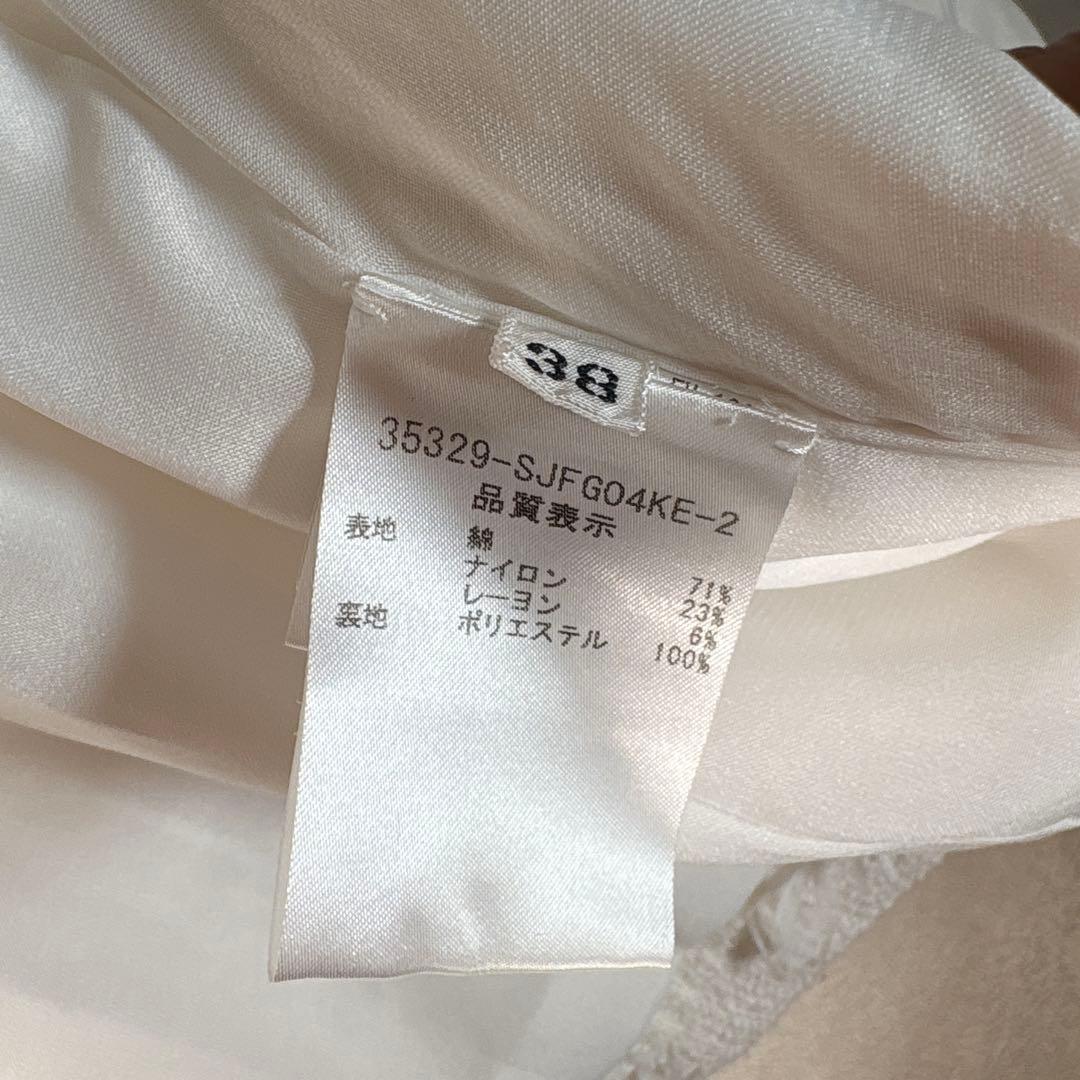 38
35329-SJFG04KE-2
品質表示
表地 綿 71%
ナイロン 23%
レーヨン 6%
裏地 ポリエステル 100%